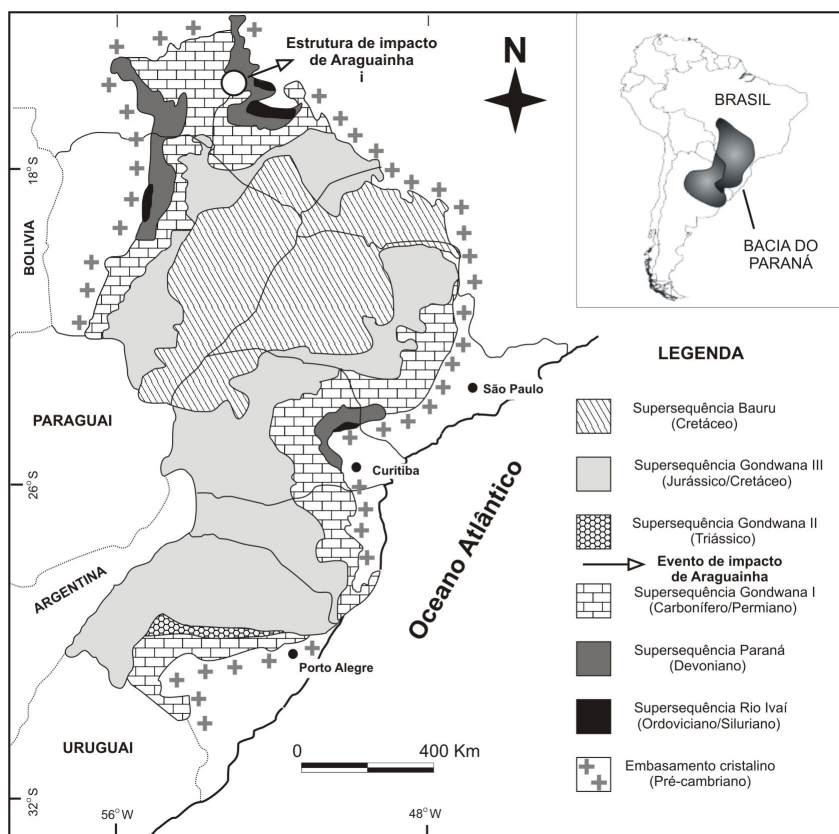 Estrutura de impacto
de Araguainha
i
N
BRASIL
BACIA DO
PARANÁ
18°S
BOLIVIA
São Paulo
PARAGUAI
Curitiba
26°S
Oceano Atlântico
ARGENTINA
Porto Alegre
URUGUAI
0 400 Km
32°S
56°W 48°W
LEGENDA
Supersequência Bauru
(Cretáceo)
Supersequência Gondwana III
(Jurássico/Cretáceo)
Supersequência Gondwana II
(Triássico)
Evento de impacto
de Araguainha
Supersequência Gondwana I
(Carbonífero/Permiano)
Supersequência Paraná
(Devoniano)
Supersequência Rio Ivaí
(Ordoviciano/Siluriano)
Embasamento cristalino
(Pré-cambriano)